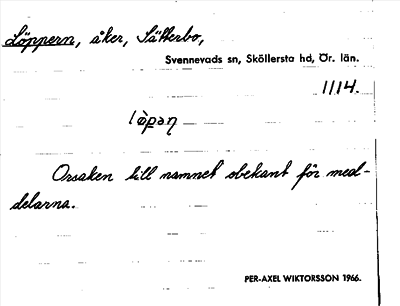 Löppern, åker, Sätterbo,
Svennevads sn, Sköllersta hd, Ör. län.
1114.
Orsaken till namnet obekant för med-
delarna.
PER-AXEL WIKTORSSON 1966.